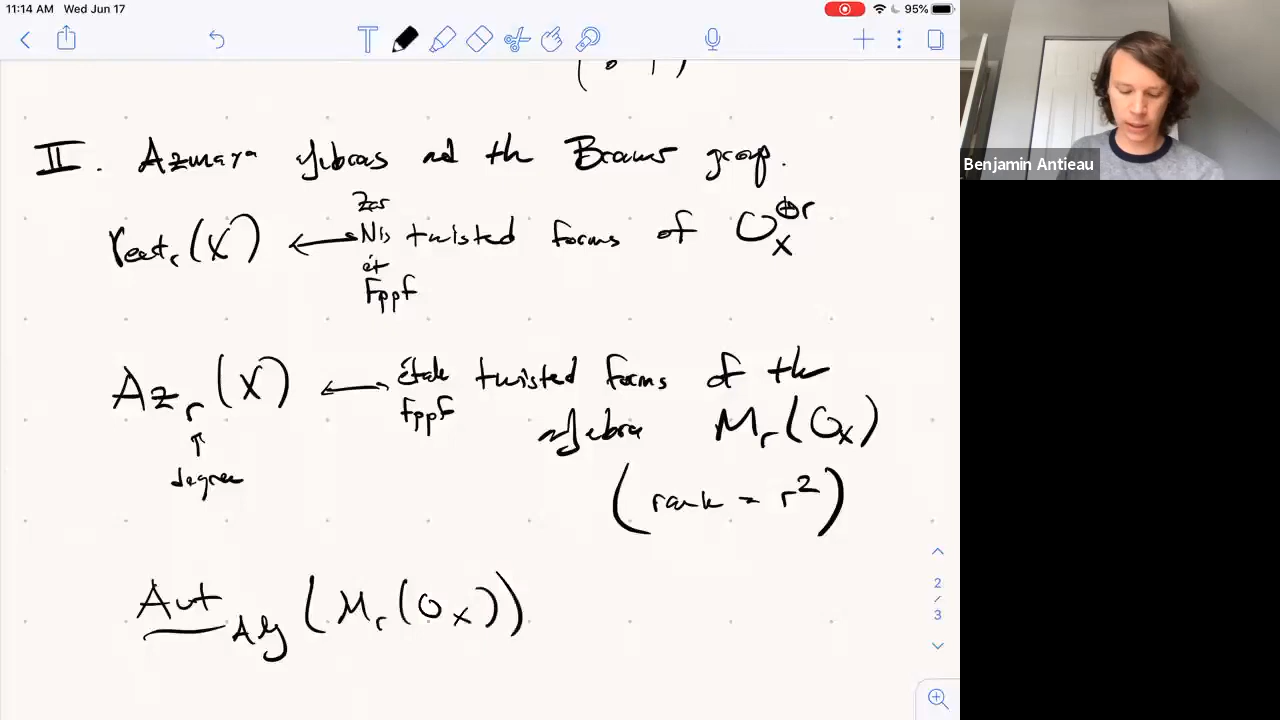 11:14 AM Wed Jun 17
95%
II. Azumaya algebras and the Brauer group.
Vect_r(X) ⟷ Zar Nis ét Fppf twisted forms of O_X^{⊕r}
Az_r(X) ⟷ étale fppf twisted forms of the
algebra M_r(O_X)
↑
degree
(rank = r²)
Aut_Alg(M_r(O_X))
2
/
3
Benjamin Antieau